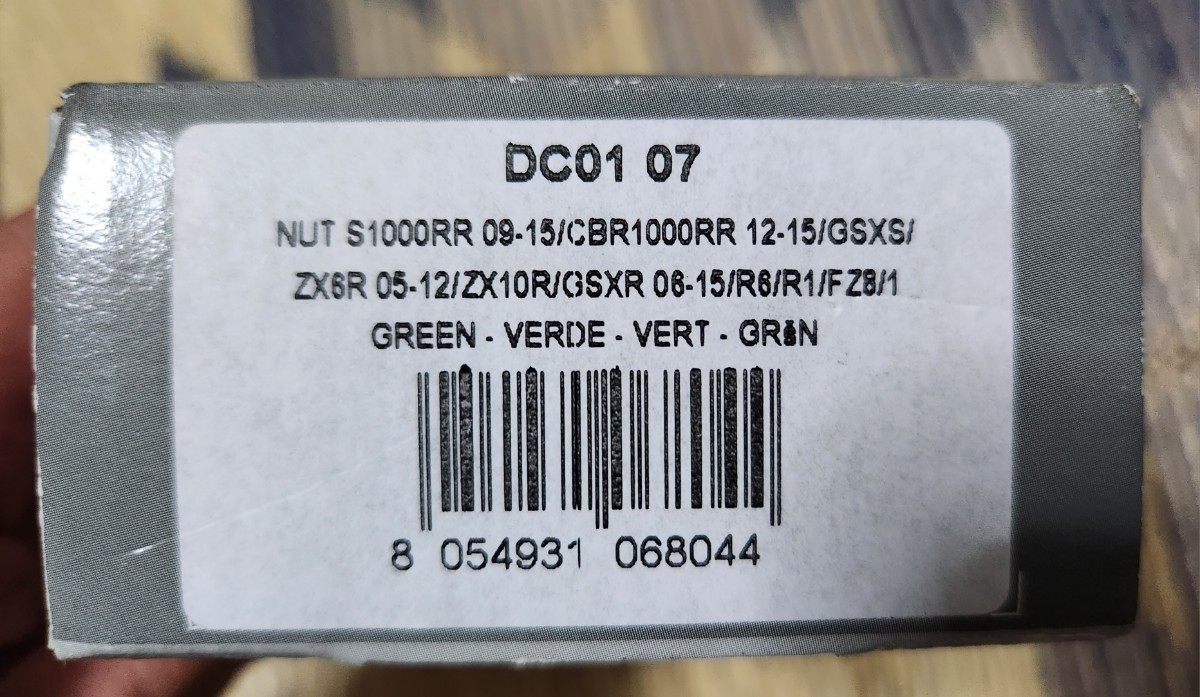 DC01 07
NUT S1000RR 09-15/CBR1000RR 12-15/GSXS/
ZX6R 05-12/ZX10R/GSXR 06-15/R6/R1/FZ8/1
GREEN - VERDE - VERT - GRšN
8 054931 068044